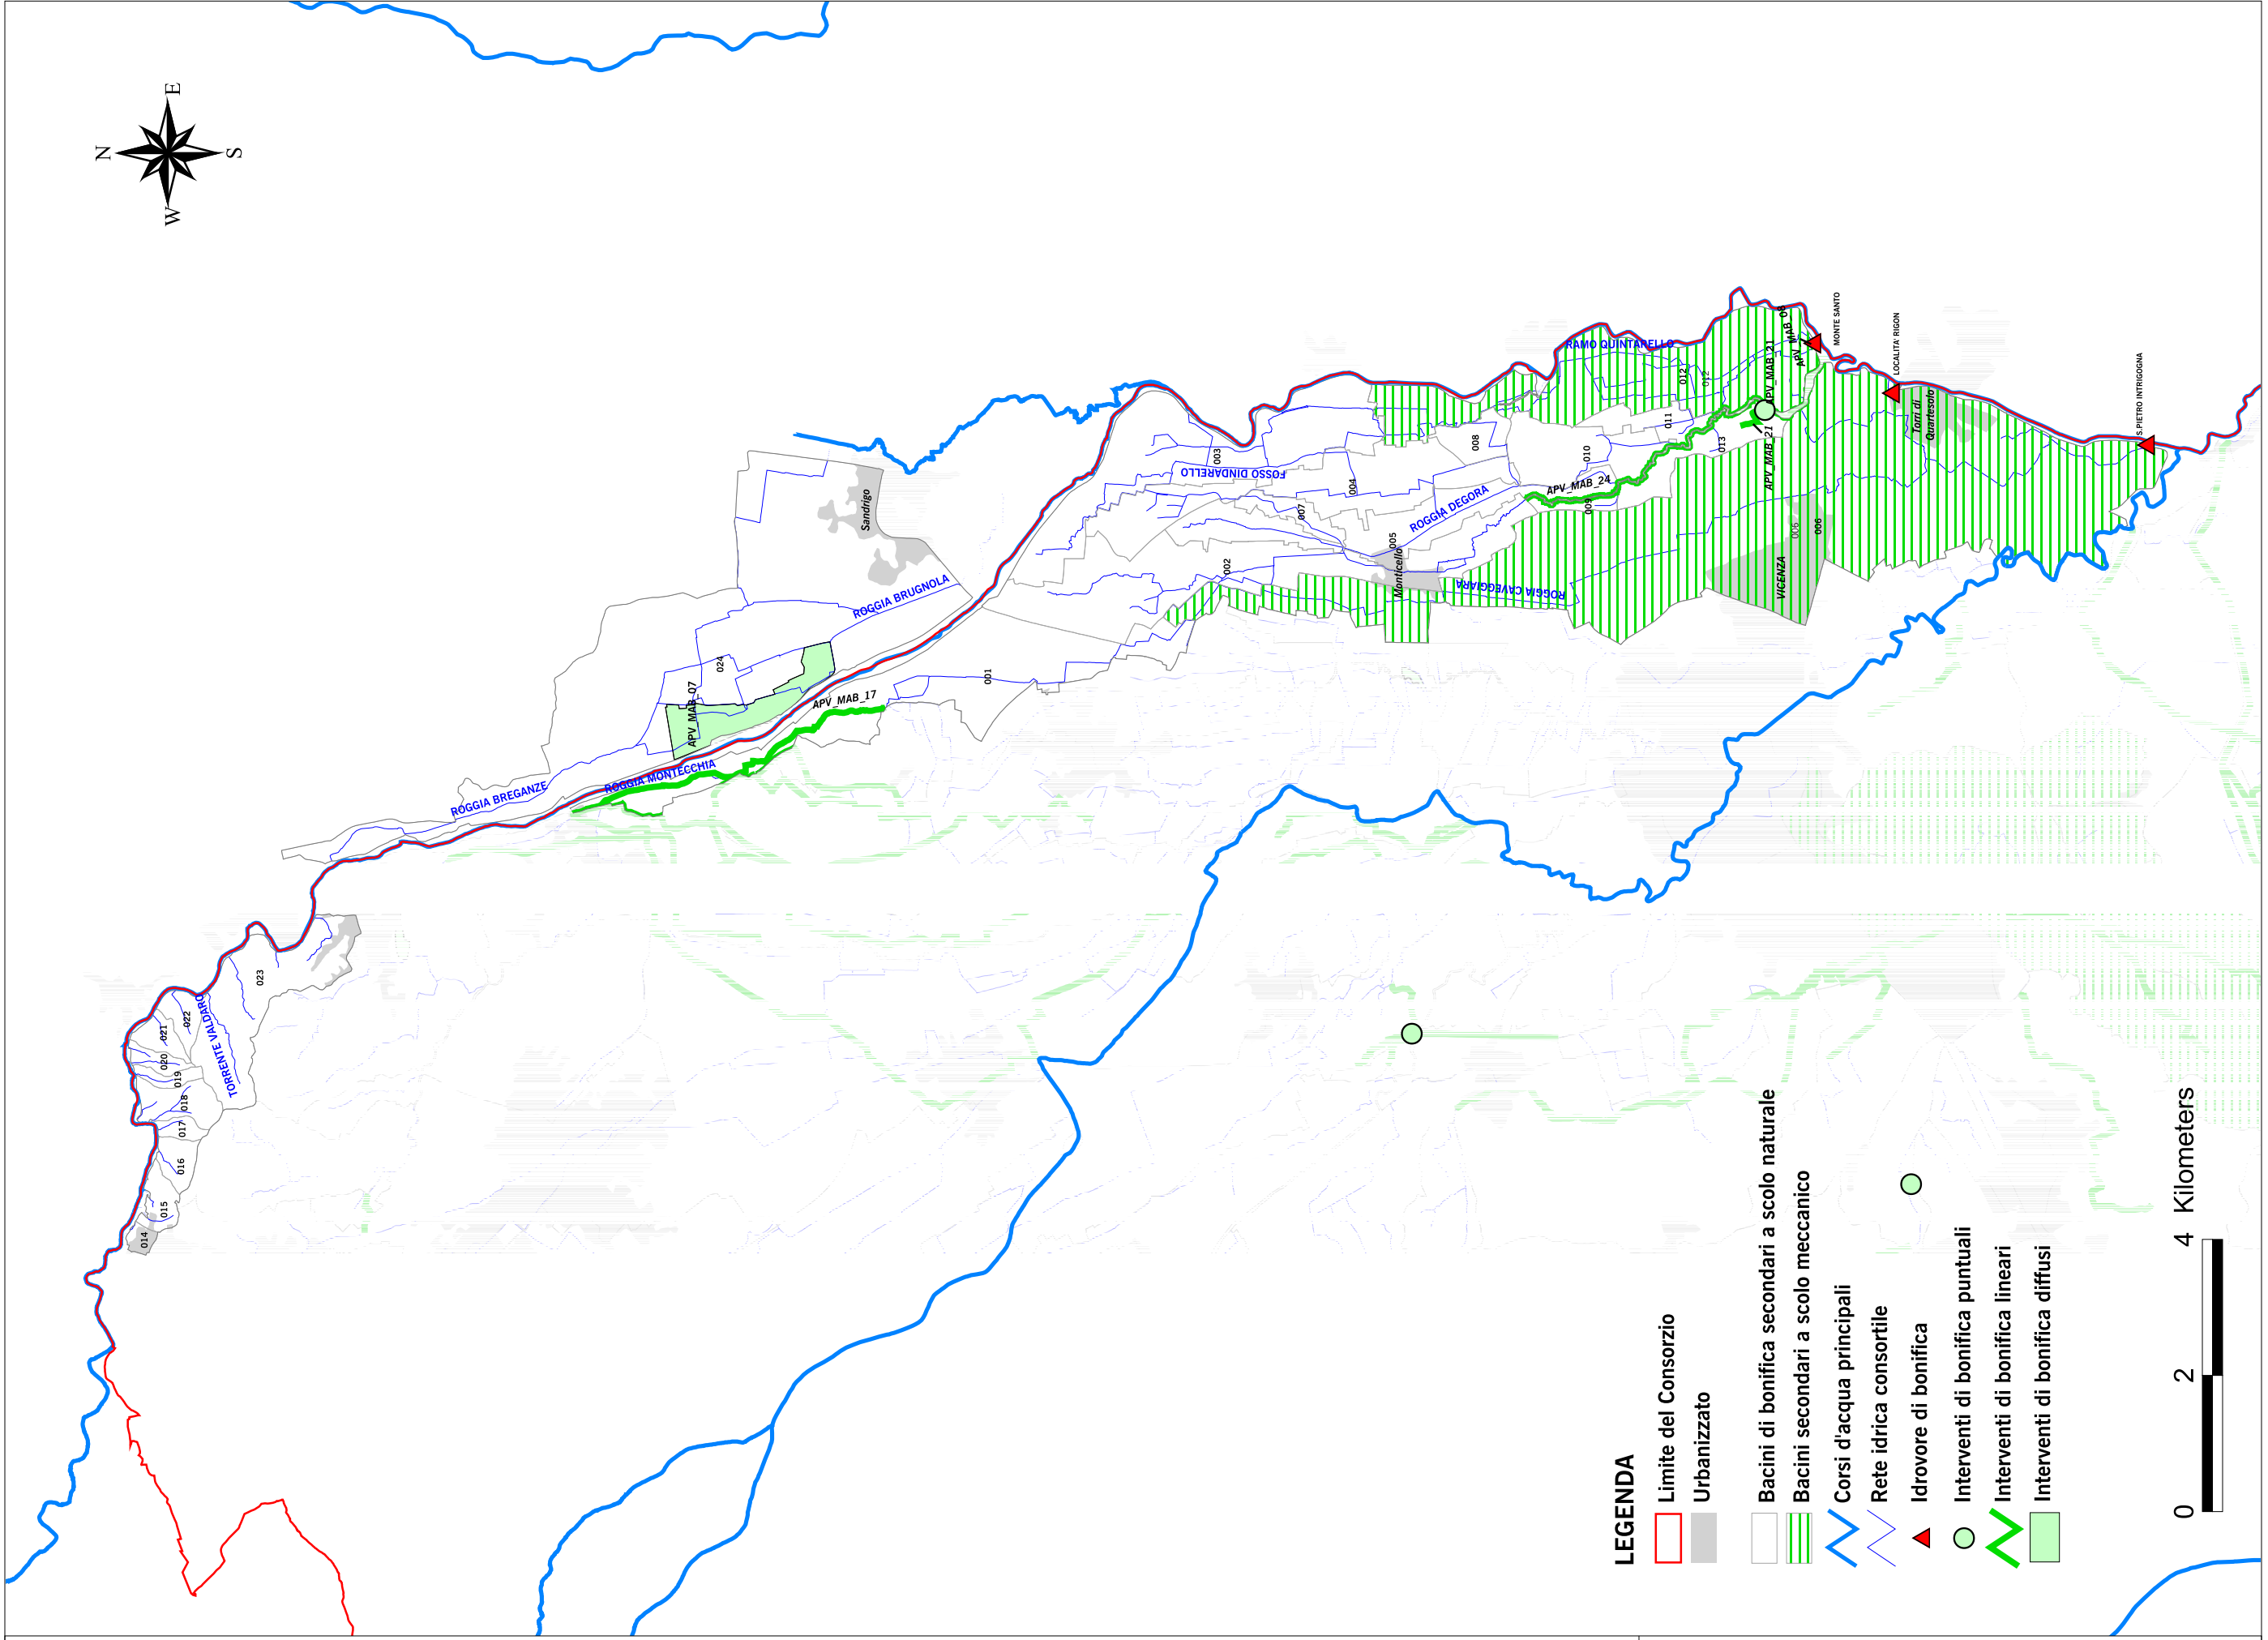 N
E
S
W
Sandrigo
ROGGIA BRUGNOLA
024
APV_MAB_07
APV_MAB_17
ROGGIA MONTECCHIA
ROGGIA BREGANZE
001
002
003
FOSSO DINDARELLO
004
007
005
Monticello
ROGGIA DEGORA
008
ROGGIA CAVEGGIARA
APV_MAB_24
009
010
011
012
012
013
RAMO QUINTARELLO
APV_MAB_21
APV_MAB_21
APV_MAB_08
MONTE SANTO
LOCALITA' RIGON
Torri di
Quartesolo
S.PIETRO INTRIGOGNA
VICENZA
006
006
023
022
021
020
019
018
017
016
015
014
TORRENTE VALDARO
LEGENDA
Limite del Consorzio
Urbanizzato
Bacini di bonifica secondari a scolo naturale
Bacini secondari a scolo meccanico
Corsi d'acqua principali
Rete idrica consortile
Idrovore di bonifica
Interventi di bonifica puntuali
Interventi di bonifica lineari
Interventi di bonifica diffusi
0
2
4
Kilometers